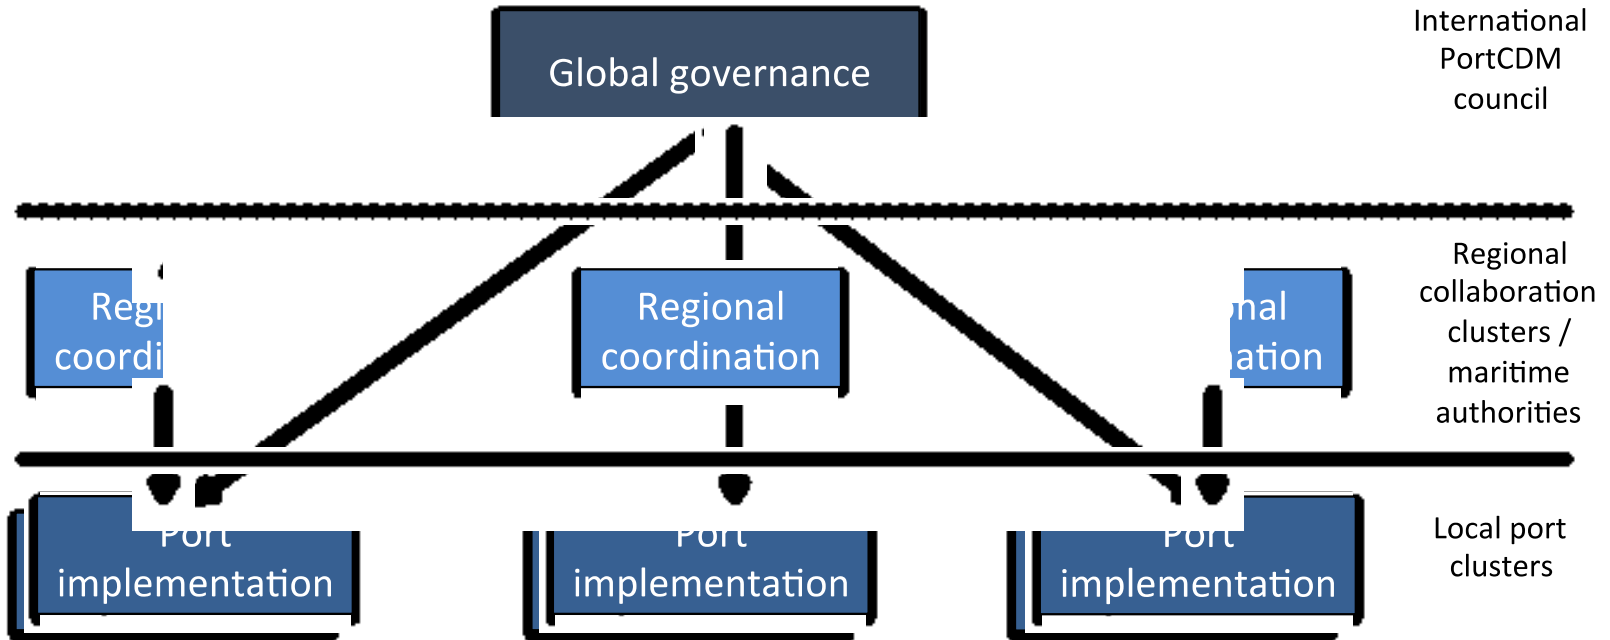 Global governance
International
PortCDM
council
Regional
coordination
Regional
collaboration
clusters /
maritime
authorities
Port
implementation
Port
implementation
Port
implementation
Local port
clusters